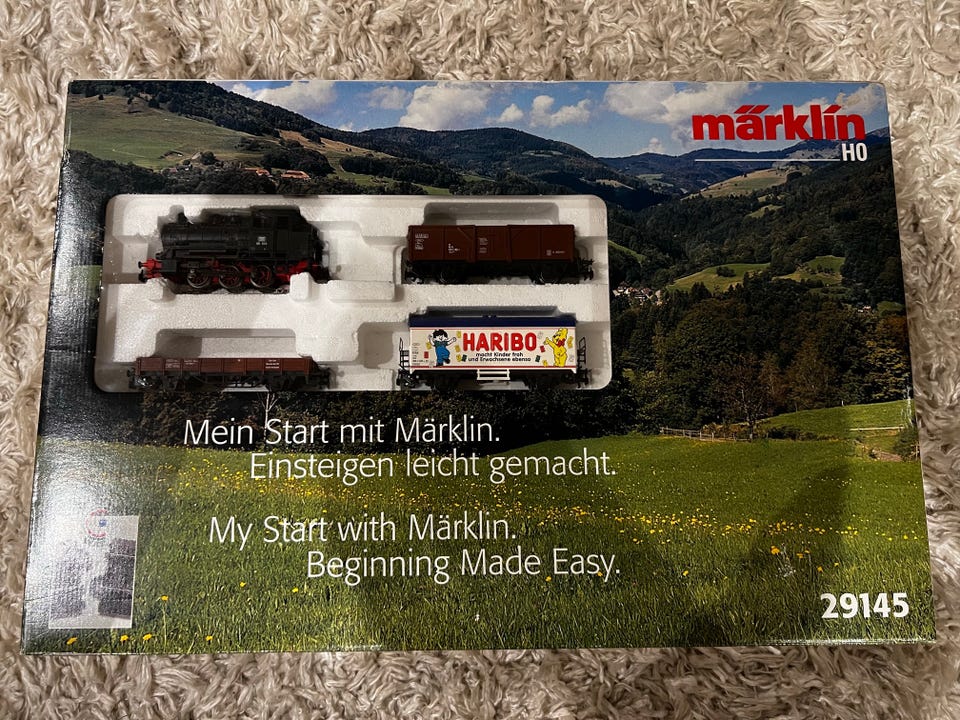 märklin
H0
HARIBO
macht Kinder froh
und Erwachsene ebenso
Mein Start mit Märklin.
Einsteigen leicht gemacht.
My Start with Märklin.
Beginning Made Easy.
29145